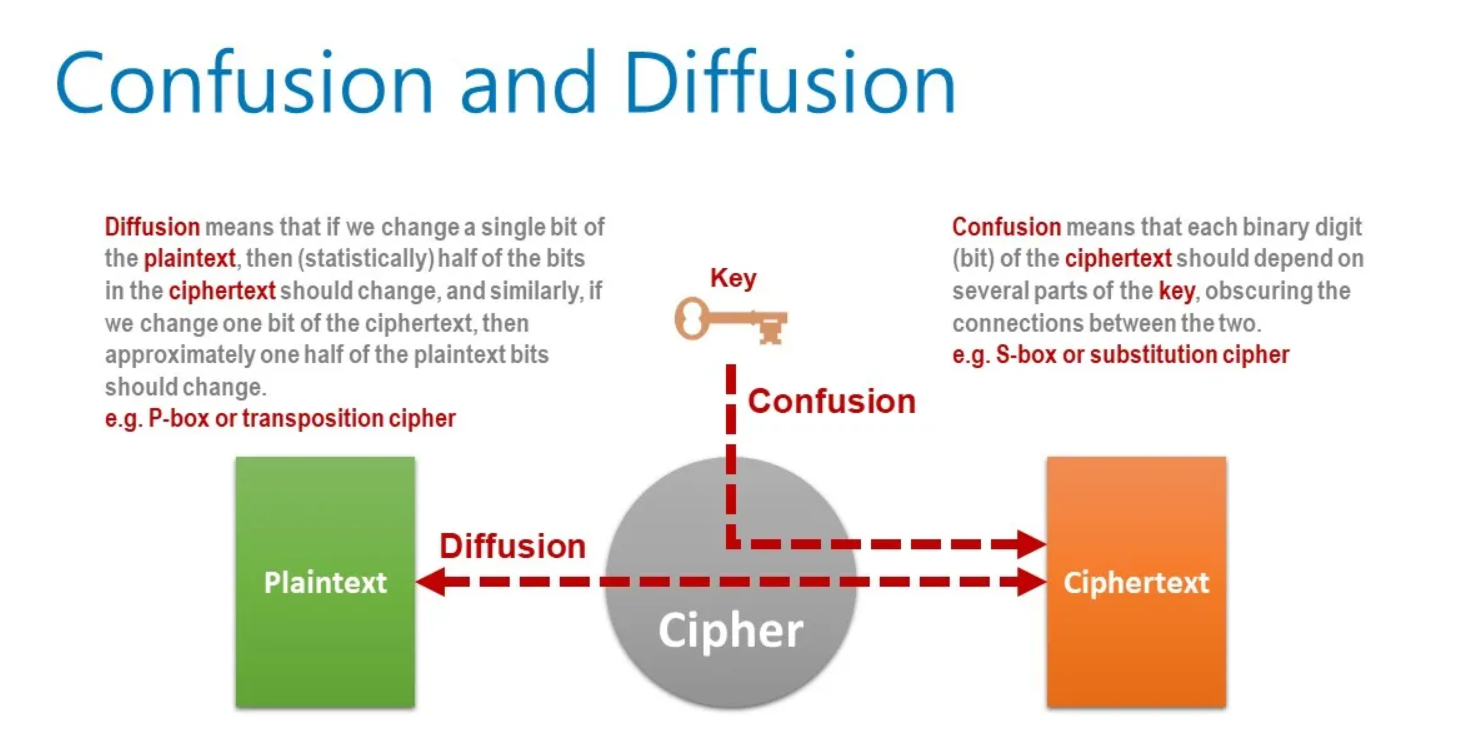 Confusion and Diffusion
Diffusion means that if we change a single bit of
the plaintext, then (statistically) half of the bits
in the ciphertext should change, and similarly, if
we change one bit of the ciphertext, then
approximately one half of the plaintext bits
should change.
e.g. P-box or transposition cipher
Key
Confusion means that each binary digit
(bit) of the ciphertext should depend on
several parts of the key, obscuring the
connections between the two.
e.g. S-box or substitution cipher
Confusion
Diffusion
Plaintext
Cipher
Ciphertext